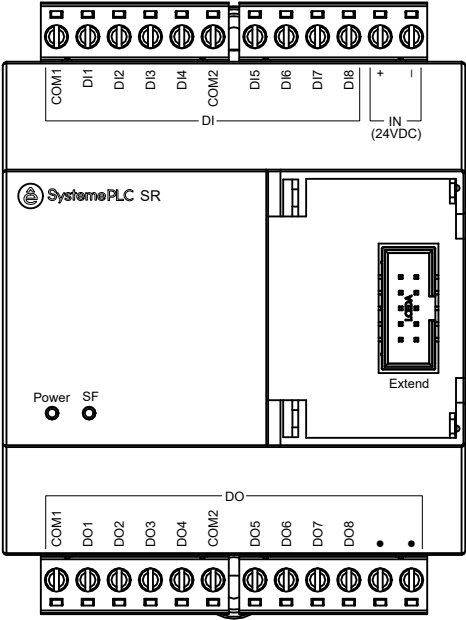 COM1 DI1 DI2 DI3 DI4 COM2 DI5 DI6 DI7 DI8 + −
DI
IN
(24VDC)
SystemePLC SR
Extend
Power SF
DO
COM1 DO1 DO2 DO3 DO4 COM2 DO5 DO6 DO7 DO8 • •